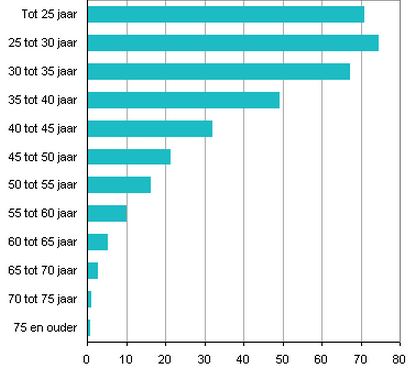 Tot 25 jaar
25 tot 30 jaar
30 tot 35 jaar
35 tot 40 jaar
40 tot 45 jaar
45 tot 50 jaar
50 tot 55 jaar
55 tot 60 jaar
60 tot 65 jaar
65 tot 70 jaar
70 tot 75 jaar
75 en ouder
0 10 20 30 40 50 60 70 80